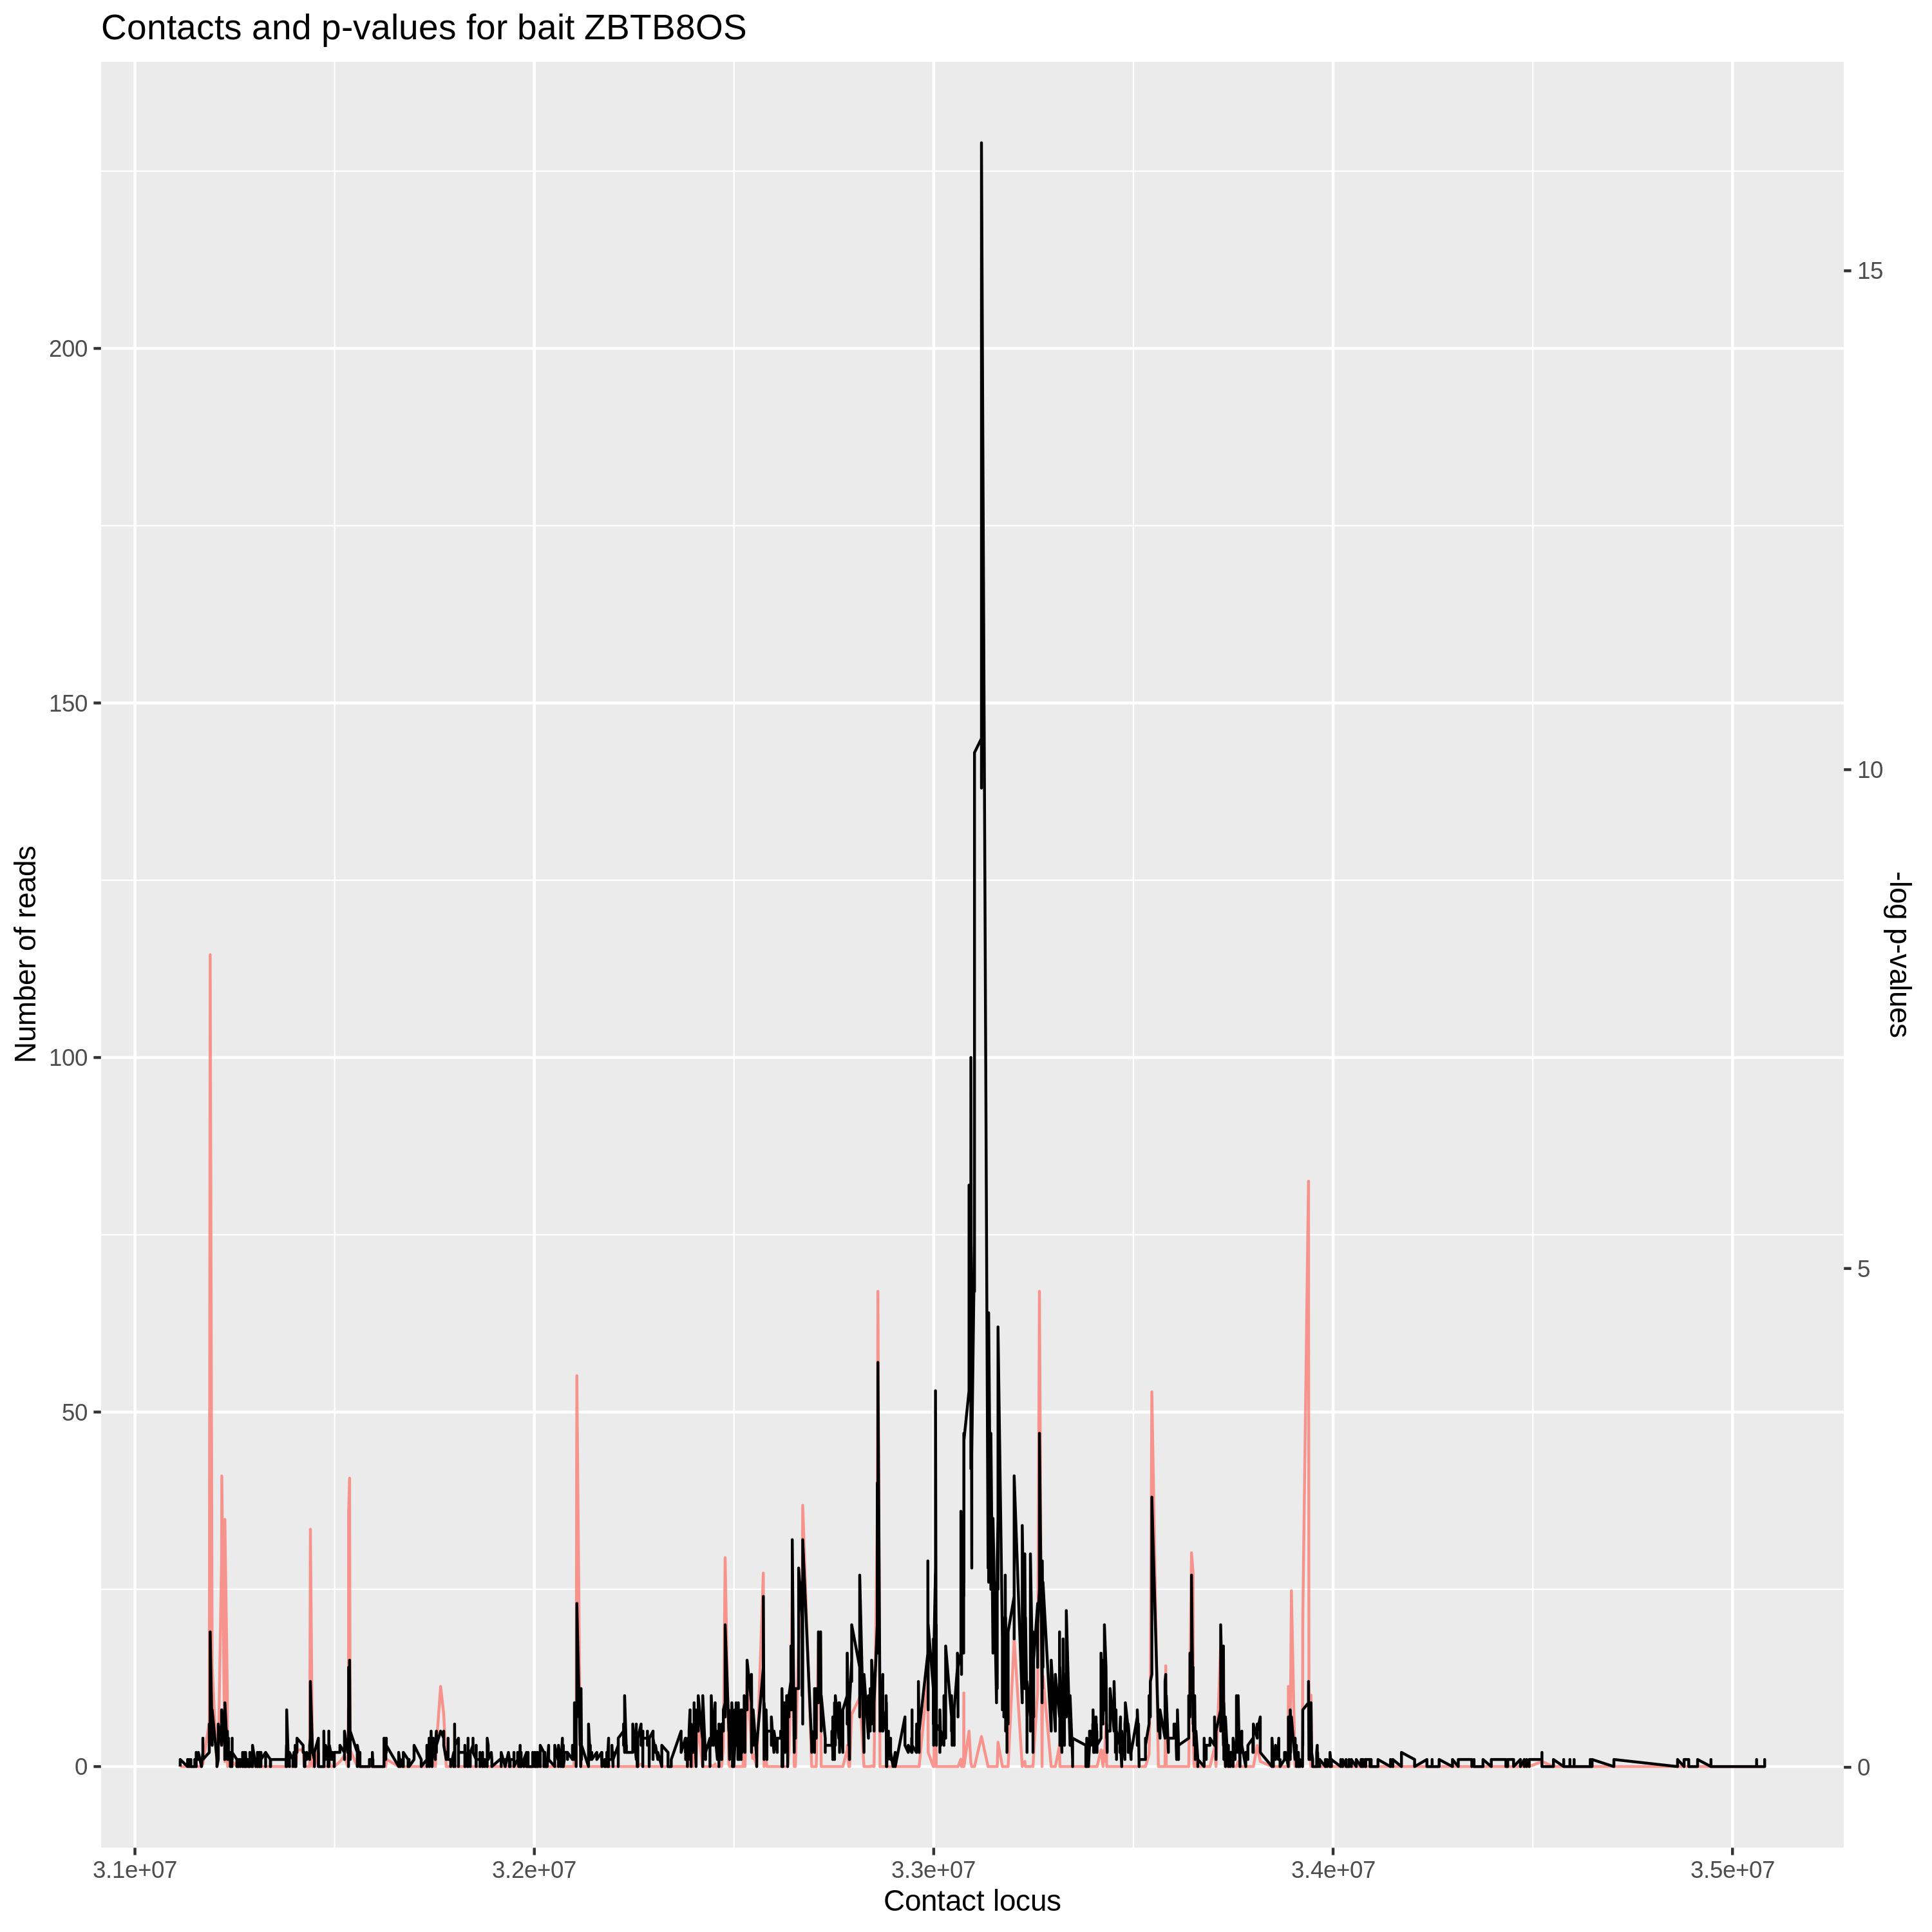 Contacts and p-values for bait ZBTB8OS
200
150
100
50
0
15
10
5
0
Number of reads
-log p-values
3.1e+07 3.2e+07 3.3e+07 3.4e+07 3.5e+07
Contact locus